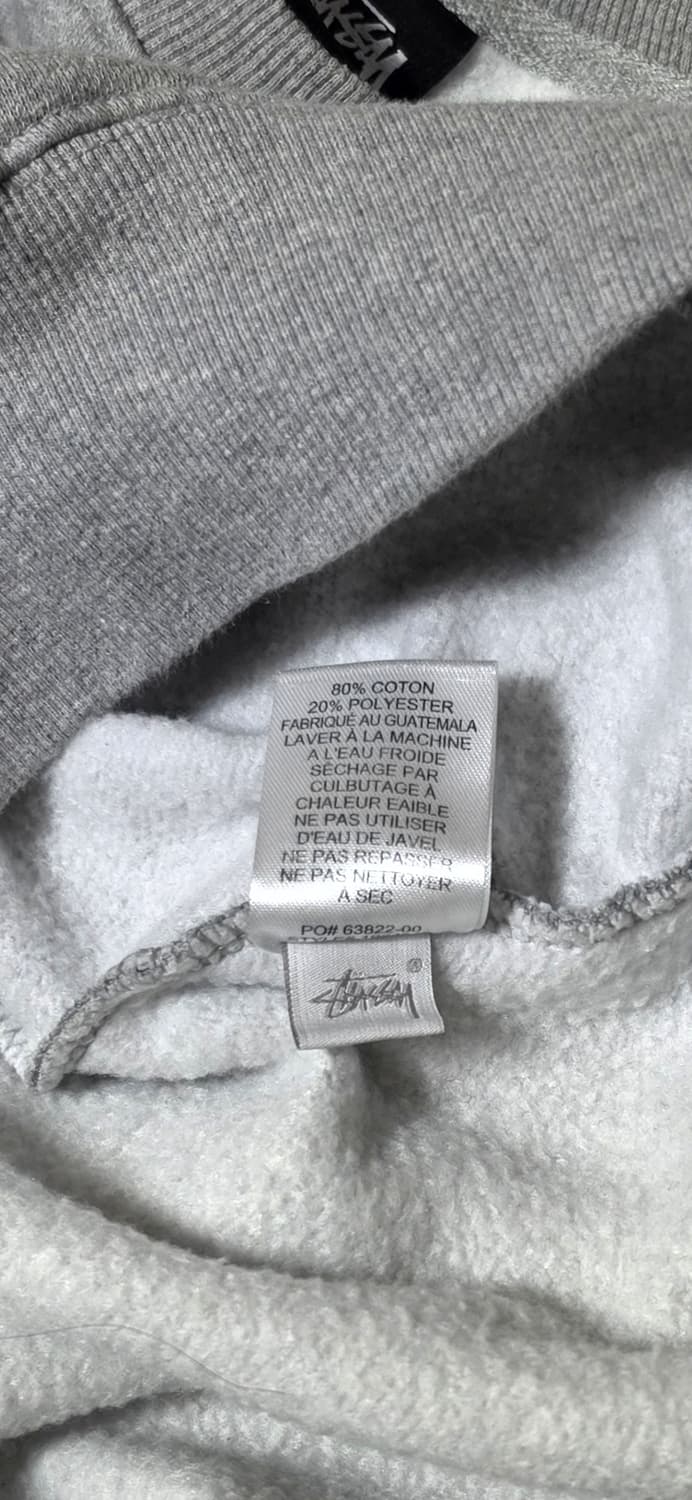 Stüssy
80% COTON
20% POLYESTER
FABRIQUÉ AU GUATEMALA
LAVER À LA MACHINE
A L'EAU FROIDE
SÉCHAGE PAR
CULBUTAGE À
CHALEUR EAIBLE
NE PAS UTILISER
D'EAU DE JAVEL
NE PAS REPASSER
NE PAS NETTOYER
À SEC
PO# 63822-00
Stüssy ®